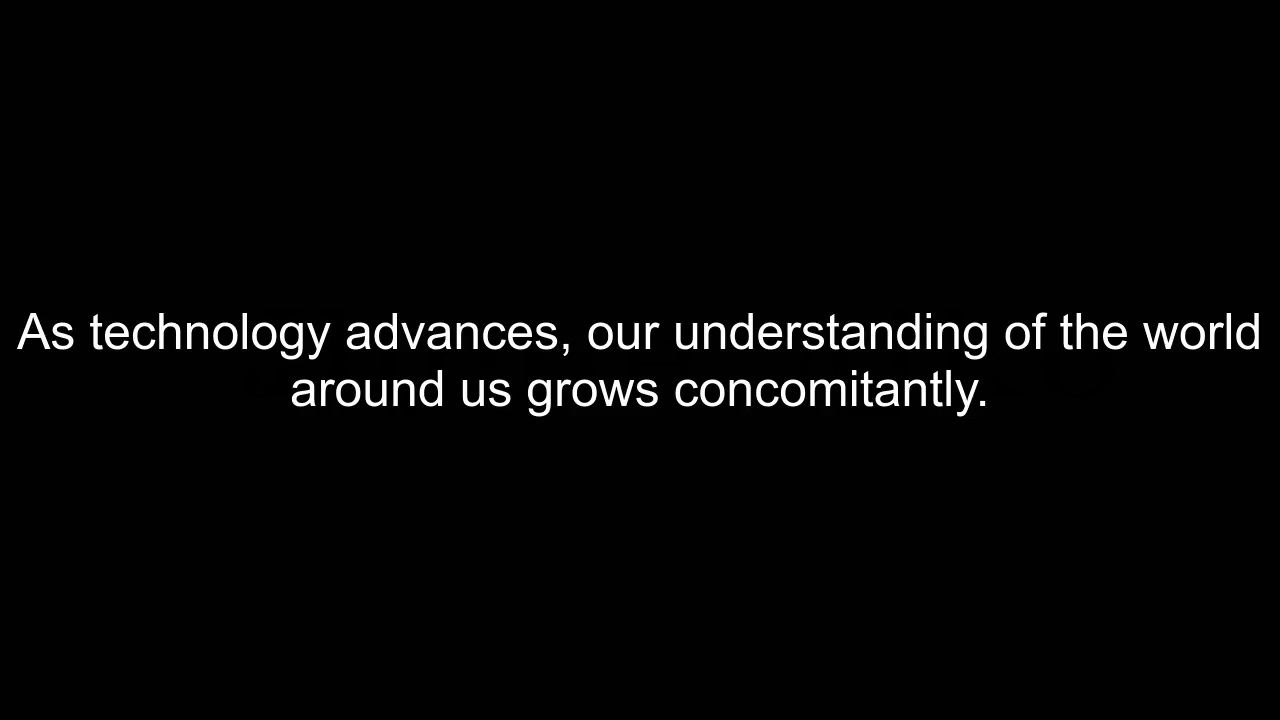 As technology advances, our understanding of the world
around us grows concomitantly.